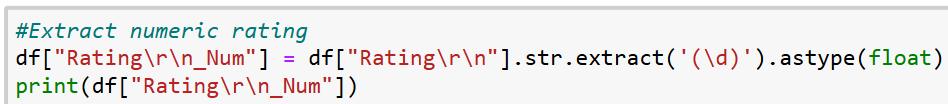 #Extract numeric rating
df["Rating\r\n_Num"] = df["Rating\r\n"].str.extract('(\d)').astype(float)
print(df["Rating\r\n_Num"])